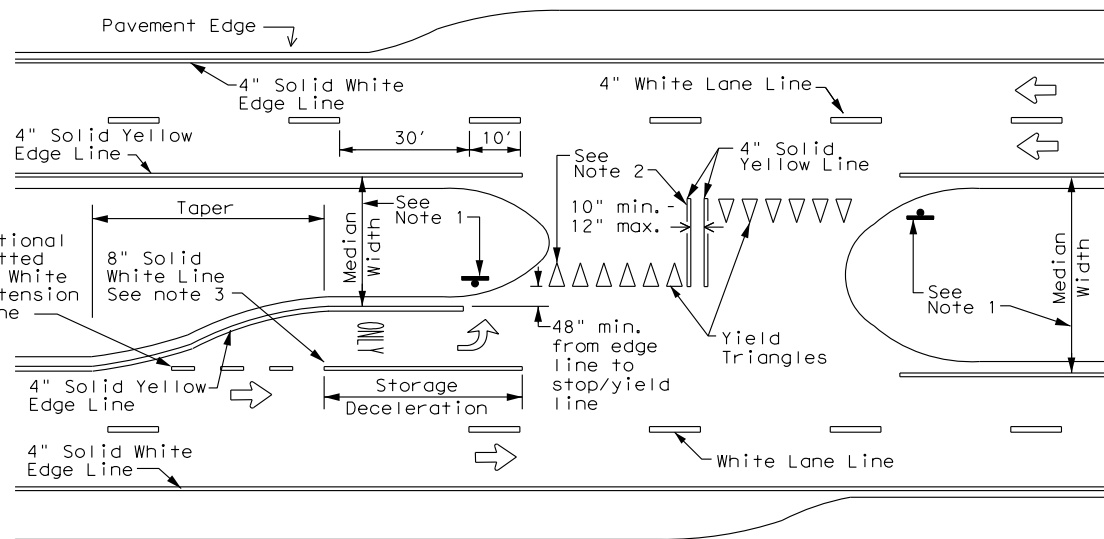 Pavement Edge
4" Solid White
Edge Line
4" White Lane Line
4" Solid Yellow
Edge Line
30'
10'
See
Note 2
4" Solid
Yellow Line
Taper
See
Note 1
10" min.
12" max.
Median
Width
8" Solid
White Line
See note 3
White
ONLY
48" min.
from edge
line to
stop/yield
line
Yield
Triangles
See
Note 1
Median
Width
4" Solid Yellow
Edge Line
Storage
Deceleration
4" Solid White
Edge Line
White Lane Line